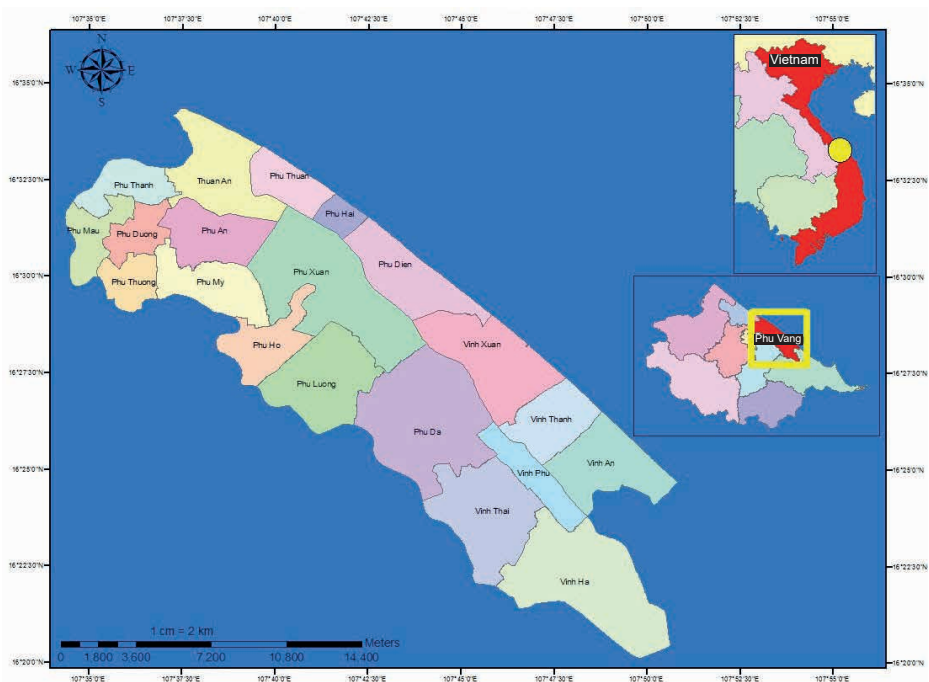 107°35'0"E 107°37'30"E 107°40'0"E 107°42'30"E 107°45'0"E 107°47'30"E 107°50'0"E 107°52'30"E 107°55'0"E
N
W E
S
Vietnam
16°35'0"N 16°35'0"N
16°32'30"N 16°32'30"N
Phu Thanh
Thuan An
Phu Thuan
Phu Hai
Phu Mau
Phu Duong
Phu An
Phu Dien
Phu Xuan
16°30'0"N 16°30'0"N
Phu Thuong
Phu My
Phu Vang
Phu Ho
Vinh Xuan
16°27'30"N 16°27'30"N
Phu Luong
Vinh Thanh
Phu Da
16°25'0"N 16°25'0"N
Vinh Phu
Vinh An
Vinh Thai
16°22'30"N 16°22'30"N
Vinh Ha
1 cm = 2 km
Meters
0 1,800 3,600 7,200 10,800 14,400
16°20'0"N 16°20'0"N
107°35'0"E 107°37'30"E 107°40'0"E 107°42'30"E 107°45'0"E 107°47'30"E 107°50'0"E 107°52'30"E 107°55'0"E